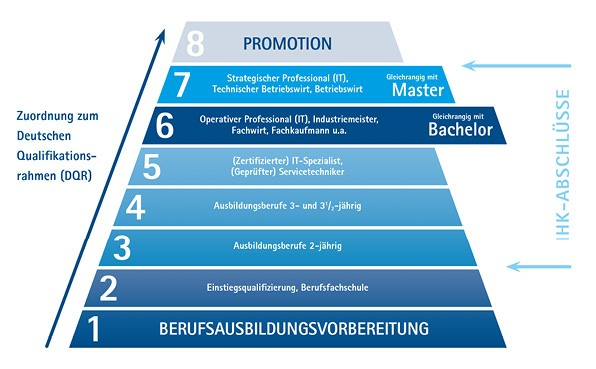 8 PROMOTION
7 Strategischer Professional (IT),
Technischer Betriebswirt, Betriebswirt
Gleichrangig mit
Master
6 Operativer Professional (IT), Industriemeister,
Fachwirt, Fachkaufmann u.a.
Gleichrangig mit
Bachelor
5 (Zertifizierter) IT-Spezialist,
(Geprüfter) Servicetechniker
4 Ausbildungsberufe 3- und 3½-jährig
3 Ausbildungsberufe 2-jährig
2 Einstiegsqualifizierung, Berufsfachschule
1 BERUFSAUSBILDUNGSVORBEREITUNG
Zuordnung zum
Deutschen
Qualifikations-
rahmen (DQR)
IHK-ABSCHLÜSSE